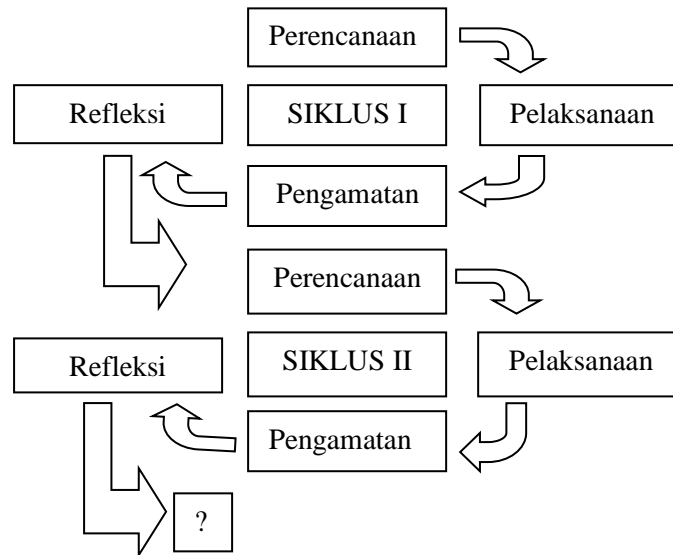 Perencanaan
Refleksi
SIKLUS I
Pelaksanaan
Pengamatan
Perencanaan
Refleksi
SIKLUS II
Pelaksanaan
Pengamatan
?